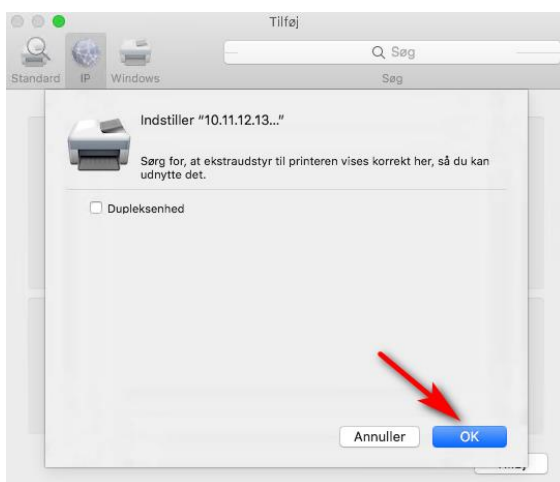 Tilføj
Søg
Standard IP Windows Søg
Indstiller "10.11.12.13..."
Sørg for, at ekstraudstyr til printeren vises korrekt her, så du kan
udnytte det.
Dupleksenhed
Annuller OK